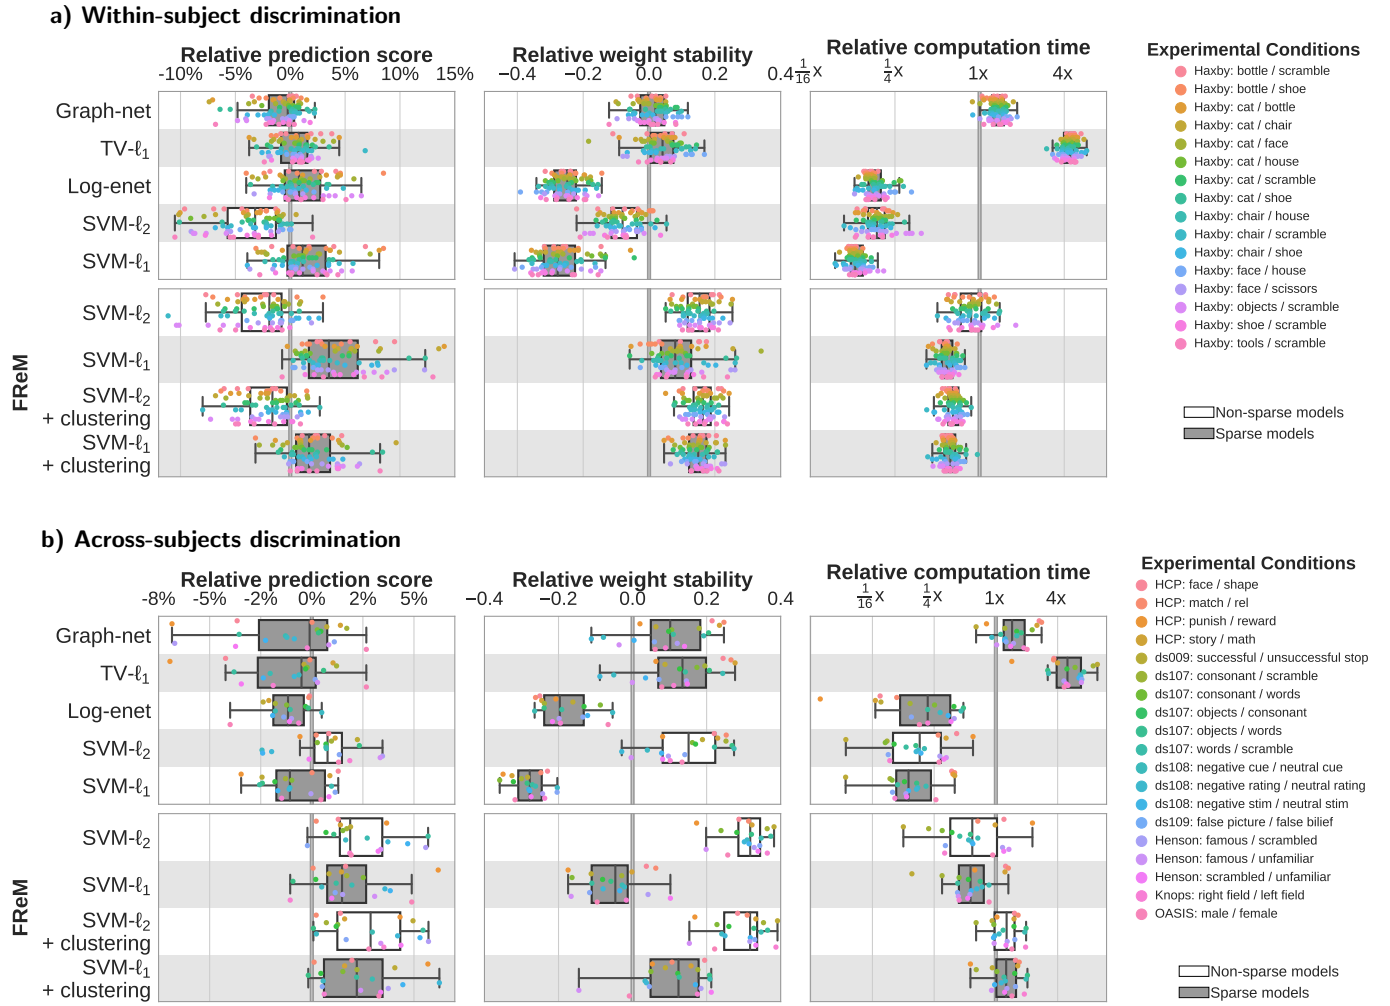 a) Within-subject discrimination
Relative prediction score
Relative weight stability
Relative computation time
-10% -5% 0% 5% 10% 15%
−0.4 −0.2 0.0 0.2 0.4
1/16 x 1/4 x 1x 4x
Graph-net
TV-ℓ1
Log-enet
SVM-ℓ2
SVM-ℓ1
FReM
SVM-ℓ2
SVM-ℓ1
SVM-ℓ2
+ clustering
SVM-ℓ1
+ clustering
Experimental Conditions
Haxby: bottle / scramble
Haxby: bottle / shoe
Haxby: cat / bottle
Haxby: cat / chair
Haxby: cat / face
Haxby: cat / house
Haxby: cat / scramble
Haxby: cat / shoe
Haxby: chair / house
Haxby: chair / scramble
Haxby: chair / shoe
Haxby: face / house
Haxby: face / scissors
Haxby: objects / scramble
Haxby: shoe / scramble
Haxby: tools / scramble
Non-sparse models
Sparse models
b) Across-subjects discrimination
Relative prediction score
Relative weight stability
Relative computation time
-8% -5% -2% 0% 2% 5%
−0.4 −0.2 0.0 0.2 0.4
1/16 x 1/4 x 1x 4x
Graph-net
TV-ℓ1
Log-enet
SVM-ℓ2
SVM-ℓ1
FReM
SVM-ℓ2
SVM-ℓ1
SVM-ℓ2
+ clustering
SVM-ℓ1
+ clustering
Experimental Conditions
HCP: face / shape
HCP: match / rel
HCP: punish / reward
HCP: story / math
ds009: successful / unsuccessful stop
ds107: consonant / scramble
ds107: consonant / words
ds107: objects / consonant
ds107: objects / words
ds107: words / scramble
ds108: negative cue / neutral cue
ds108: negative rating / neutral rating
ds108: negative stim / neutral stim
ds109: false picture / false bilief
Henson: famous / scrambled
Henson: famous / unfamiliar
Henson: scrambled / unfamiliar
Knops: right field / left field
OASIS: male / female
Non-sparse models
Sparse models